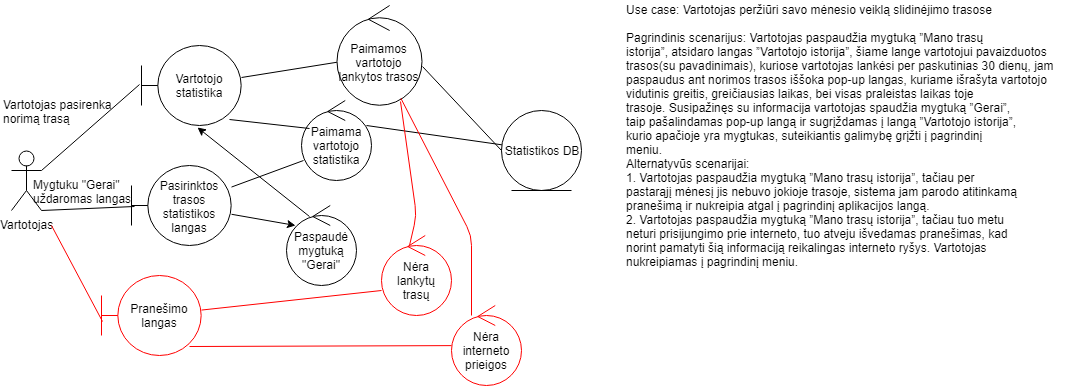 Paimamos
vartotojo
lankytos trasos
Vartotojo
statistika
Vartotojas pasirenka
norimą trasą
Paimama
vartotojo
statistika
Statistikos DB
Mygtuku "Gerai"
uždaromas langas
Vartotojas
Pasirinktos
trasos
statistikos
langas
Paspaudė
mygtuką
"Gerai"
Nėra
lankytų
trasų
Pranešimo
langas
Nėra
interneto
prieigos
Use case: Vartotojas peržiūri savo mėnesio veiklą slidinėjimo trasose
Pagrindinis scenarijus: Vartotojas paspaudžia mygtuką ”Mano trasų
istorija”, atsidaro langas ”Vartotojo istorija”, šiame lange vartotojui pavaizduotos
trasos(su pavadinimais), kuriose vartotojas lankėsi per paskutinias 30 dienų, jam
paspaudus ant norimos trasos iššoka pop-up langas, kuriame išrašyta vartotojo
vidutinis greitis, greičiausias laikas, bei visas praleistas laikas toje
trasoje. Susipažinęs su informacija vartotojas spaudžia mygtuką ”Gerai”,
taip pašalindamas pop-up langą ir sugrįždamas į langą ”Vartotojo istorija”,
kurio apačioje yra mygtukas, suteikiantis galimybę grįžti į pagrindinį
meniu.
Alternatyvūs scenarijai:
1. Vartotojas paspaudžia mygtuką ”Mano trasų istorija”, tačiau per
pastarąjį mėnesį jis nebuvo jokioje trasoje, sistema jam parodo atitinkamą
pranešimą ir nukreipia atgal į pagrindinį aplikacijos langą.
2. Vartotojas paspaudžia mygtuką ”Mano trasų istorija”, tačiau tuo metu
neturi prisijungimo prie interneto, tuo atveju išvedamas pranešimas, kad
norint pamatyti šią informaciją reikalingas interneto ryšys. Vartotojas
nukreipiamas į pagrindinį meniu.